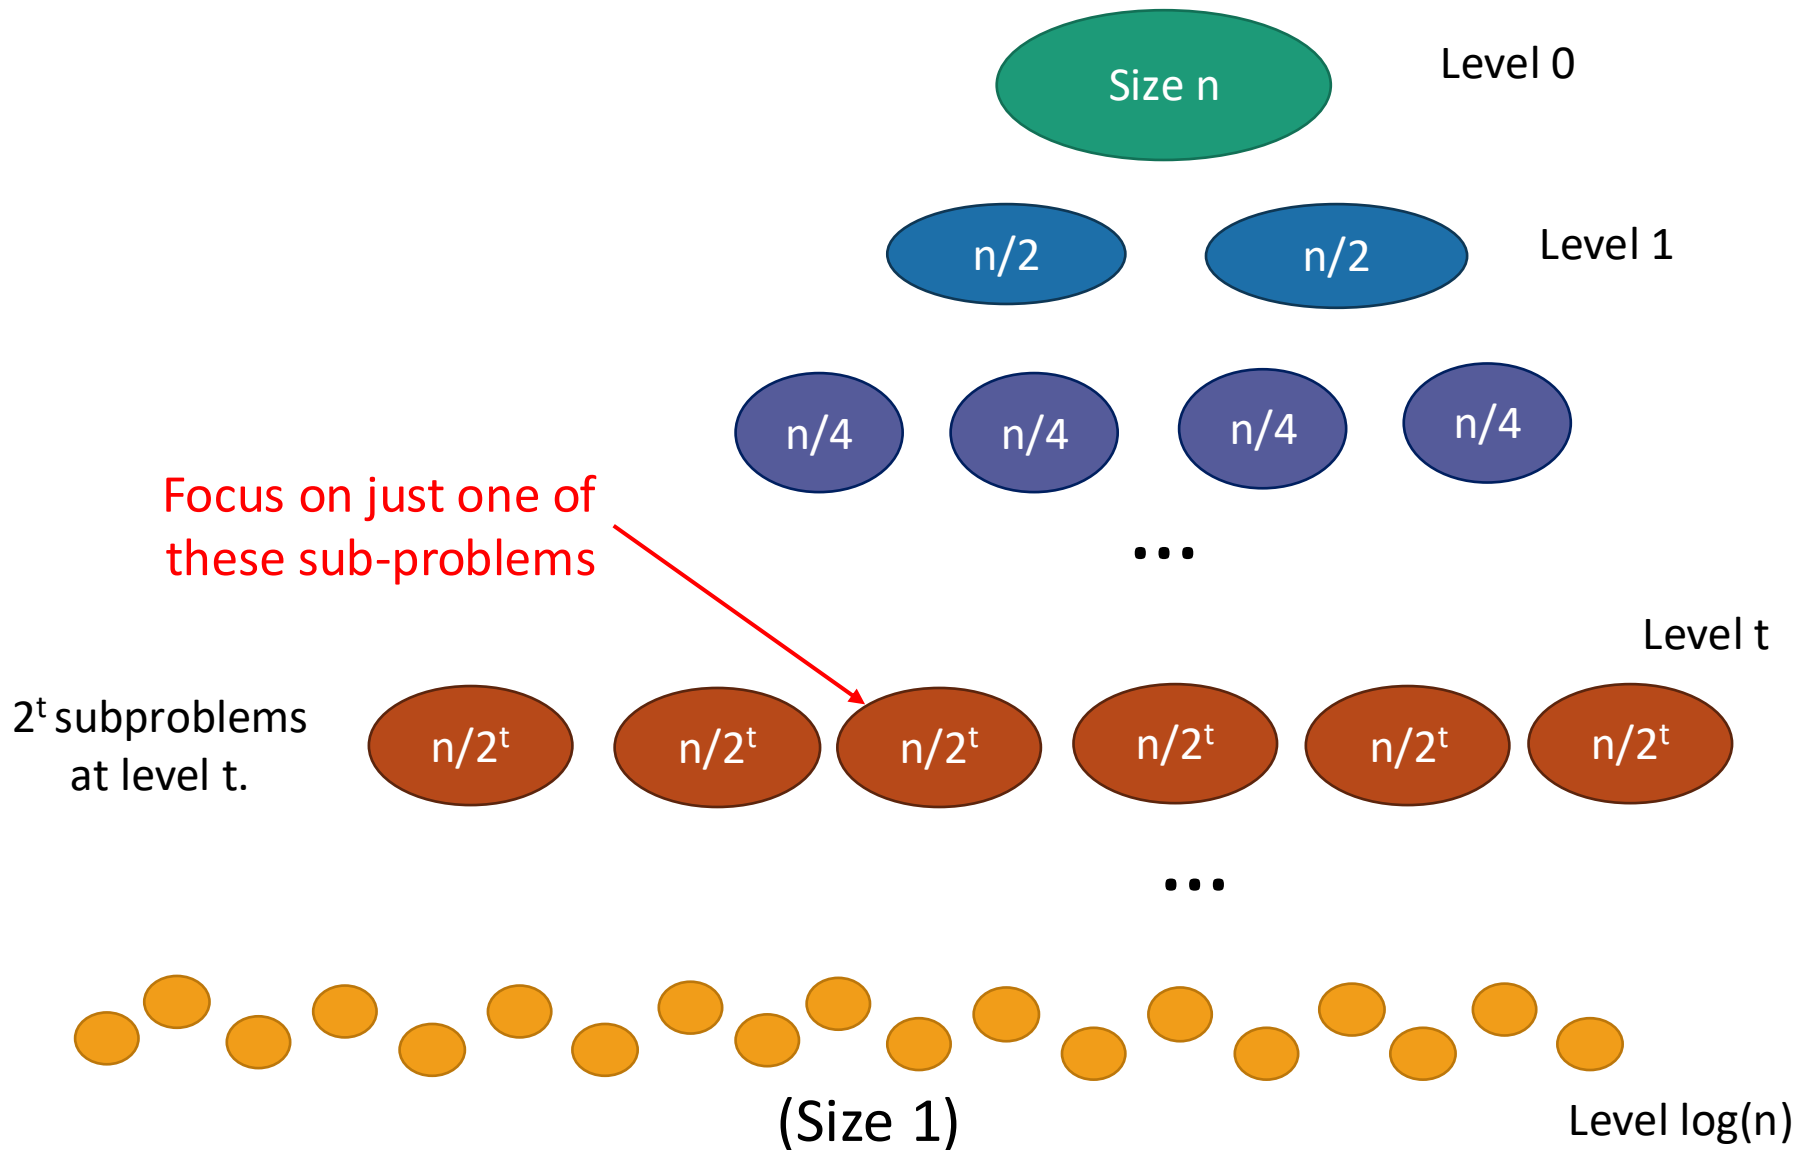 Size n
Level 0
n/2
n/2
Level 1
n/4
n/4
n/4
n/4
Focus on just one of
these sub-problems
...
Level t
2ᵗ subproblems
at level t.
n/2ᵗ
n/2ᵗ
n/2ᵗ
n/2ᵗ
n/2ᵗ
n/2ᵗ
...
(Size 1)
Level log(n)